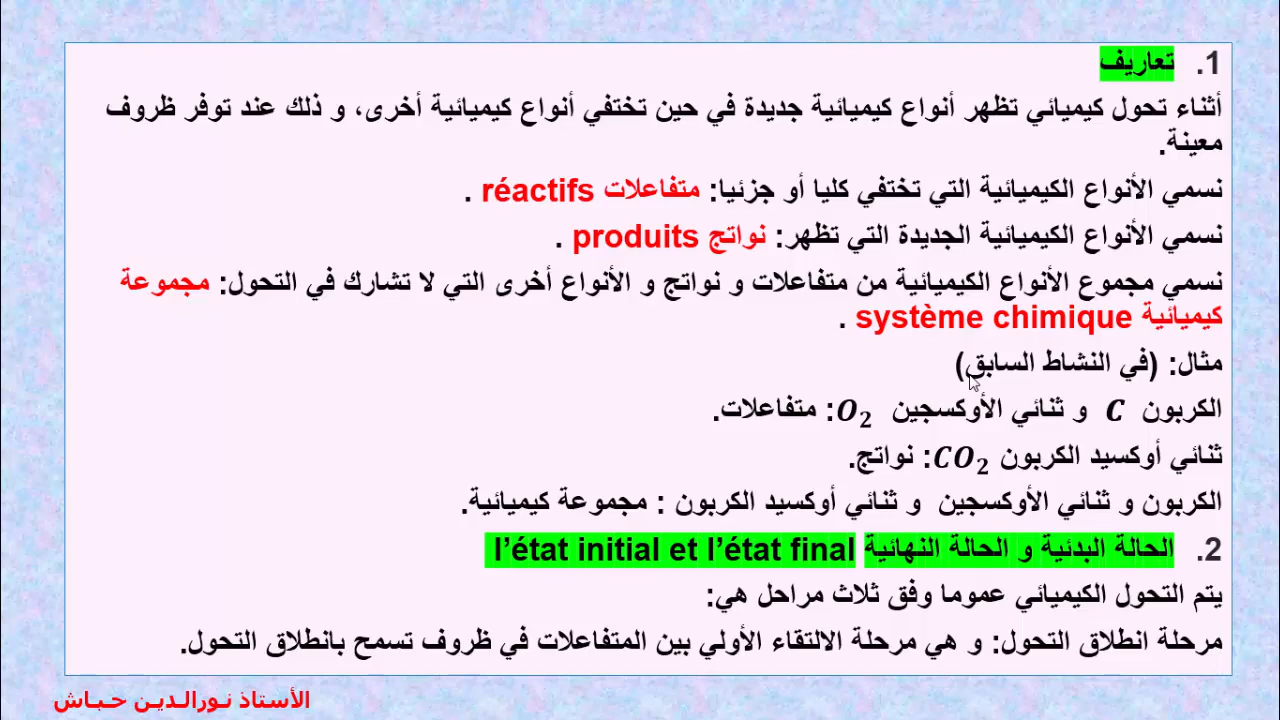 1. تعاريف
أثناء تحول كيميائي تظهر أنواع كيميائية جديدة في حين تختفي أنواع كيميائية أخرى، و ذلك عند توفر ظروف
معينة.
نسمي الأنواع الكيميائية التي تختفي كليا أو جزئيا: متفاعلات réactifs .
نسمي الأنواع الكيميائية الجديدة التي تظهر: نواتج produits .
نسمي مجموع الأنواع الكيميائية من متفاعلات و نواتج و الأنواع أخرى التي لا تشارك في التحول: مجموعة
كيميائية système chimique .
مثال: (في النشاط السابق)
الكربون C و ثنائي الأوكسجين O₂: متفاعلات.
ثنائي أوكسيد الكربون CO₂: نواتج.
الكربون و ثنائي الأوكسجين و ثنائي أوكسيد الكربون : مجموعة كيميائية.
2. الحالة البدئية و الحالة النهائية l’état initial et l’état final
يتم التحول الكيميائي عموما وفق ثلاث مراحل هي:
مرحلة انطلاق التحول: و هي مرحلة الالتقاء الأولي بين المتفاعلات في ظروف تسمح بانطلاق التحول.
الأستاذ نورالدين حباش